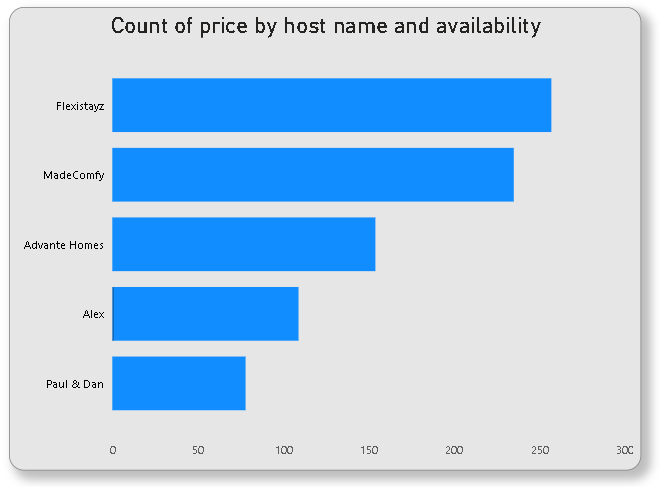 Count of price by host name and availability
Flexistayz
MadeComfy
Advante Homes
Alex
Paul & Dan
0 50 100 150 200 250 300